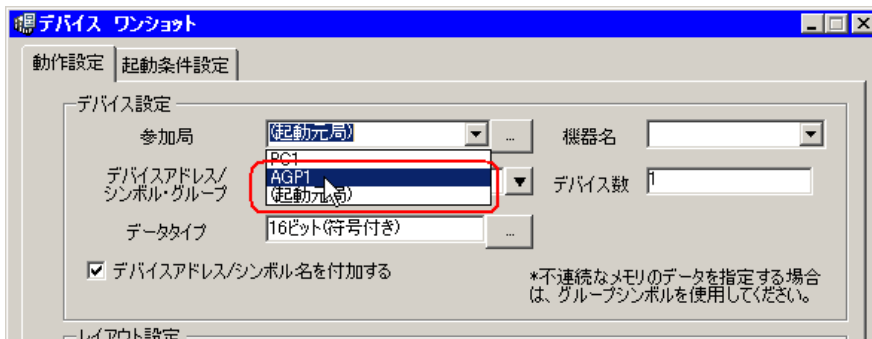 デバイス ワンショット
動作設定 起動条件設定
デバイス設定
参加局 (起動元局) ... 機器名
PC1
AGP1
(起動元局)
デバイスアドレス/
シンボル・グループ
デバイス数 1
データタイプ 16ビット(符号付き) ...
デバイスアドレス/シンボル名を付加する
*不連続なメモリのデータを指定する場合
は、グループシンボルを使用してください。
レイアウト設定